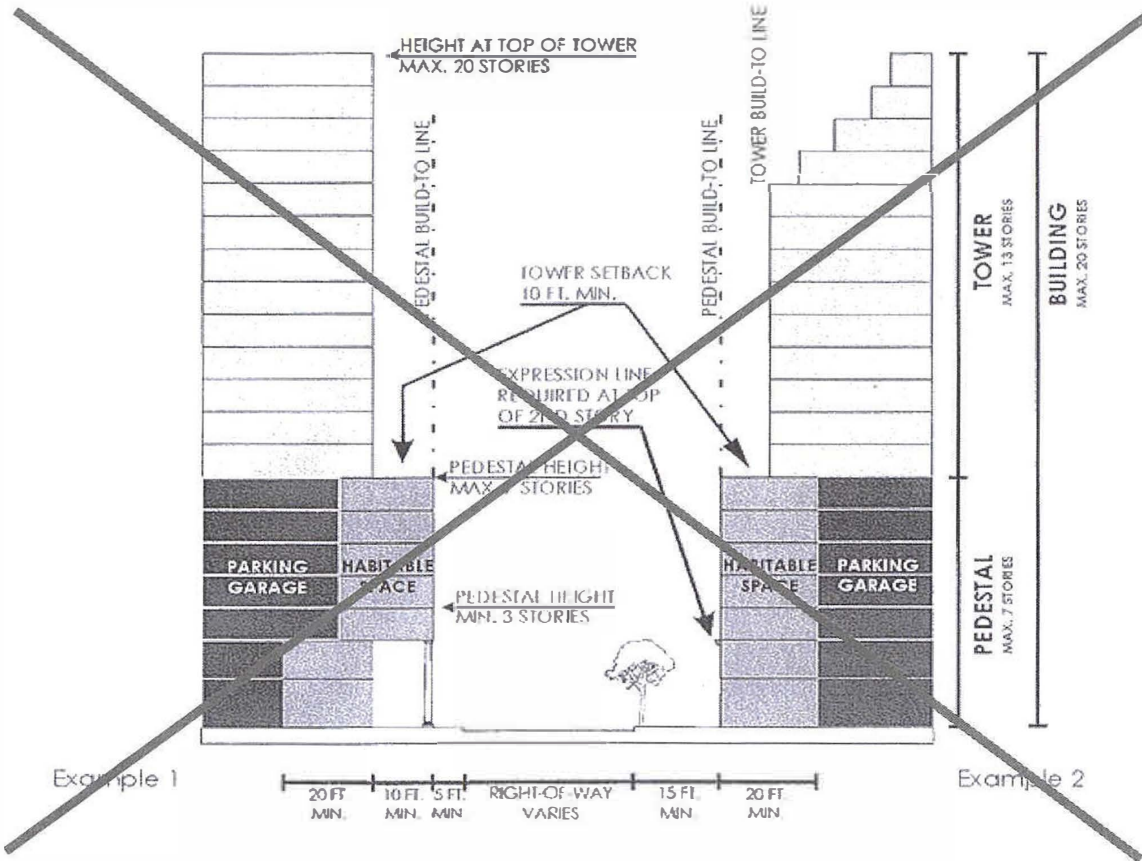 HEIGHT AT TOP OF TOWER
MAX. 20 STORIES
PEDESTAL BUILD-TO LINE
TOWER BUILD-TO LINE
EDESTAL BUILD-TO LINE
TOWER SETBACK
10 FT. MIN.
EXPRESSION LINE
REQUIRED AT TOP
OF 2ND STORY
TOWER
MAX. 13 STORIES
BUILDING
MAX. 20 STORIES
PEDESTAL HEIGHT
MAX. 7 STORIES
PARKING
GARAGE
HABITABLE
SPACE
HABITABLE
SPACE
PARKING
GARAGE
PEDESTAL HEIGHT
MIN. 3 STORIES
PEDESTAL
MAX. 7 STORIES
Example 1
Example 2
20 FT.
MIN.
10 FT.
MIN.
5 FT.
MIN.
RIGHT-OF-WAY
VARIES
15 FT.
MIN.
20 FT.
MIN.